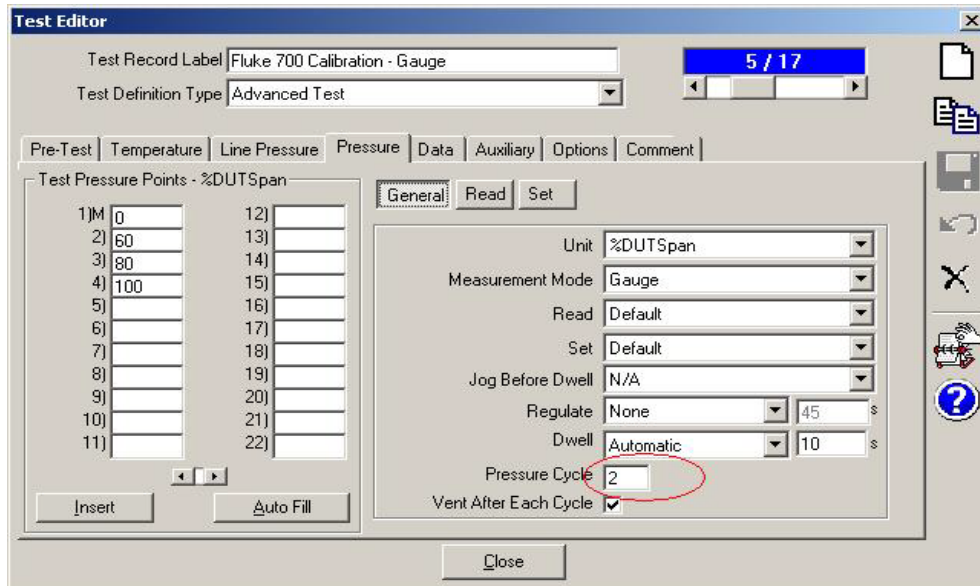 Test Editor
Test Record Label Fluke 700 Calibration - Gauge
5 / 17
Test Definition Type Advanced Test
Pre-Test Temperature Line Pressure Pressure Data Auxiliary Options Comment
Test Pressure Points - %DUTSpan
1)M 0 12)
2) 60 13)
3) 80 14)
4) 100 15)
5) 16)
6) 17)
7) 18)
8) 19)
9) 20)
10) 21)
11) 22)
Insert Auto Fill
General Read Set
Unit %DUTSpan
Measurement Mode Gauge
Read Default
Set Default
Jog Before Dwell N/A
Regulate None 45 s
Dwell Automatic 10 s
Pressure Cycle 2
Vent After Each Cycle
Close